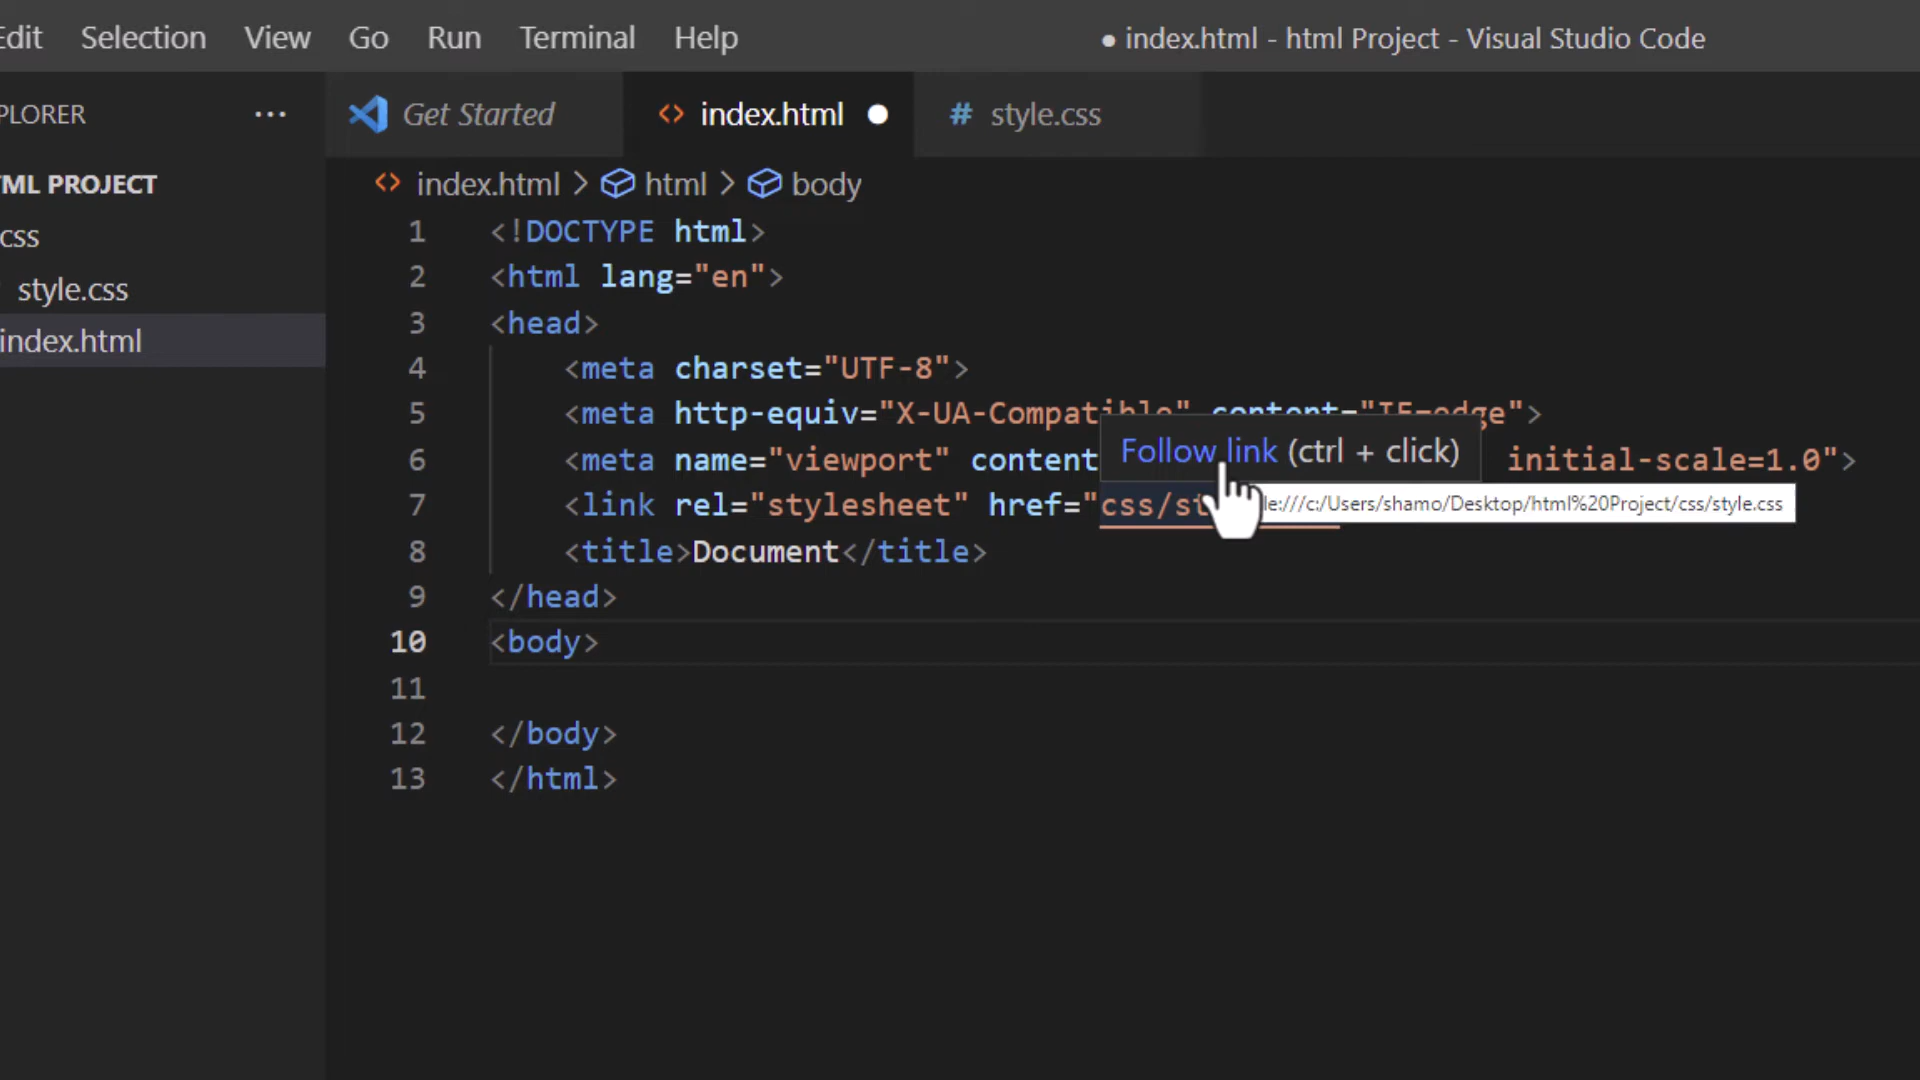 Edit Selection View Go Run Terminal Help ● index.html - html Project - Visual Studio Code
PLORER ···
Get Started <> index.html ● # style.css
ML PROJECT
<> index.html > html > body
css
style.css
index.html
1 <!DOCTYPE html>
2 <html lang="en">
3 <head>
4 <meta charset="UTF-8">
5 <meta http-equiv="X-UA-Compatible" content="IE=edge">
6 <meta name="viewport" content initial-scale=1.0">
Follow link (ctrl + click)
7 <link rel="stylesheet" href="css/st
le:///c:/Users/shamo/Desktop/html%20Project/css/style.css
8 <title>Document</title>
9 </head>
10 <body>
11
12 </body>
13 </html>